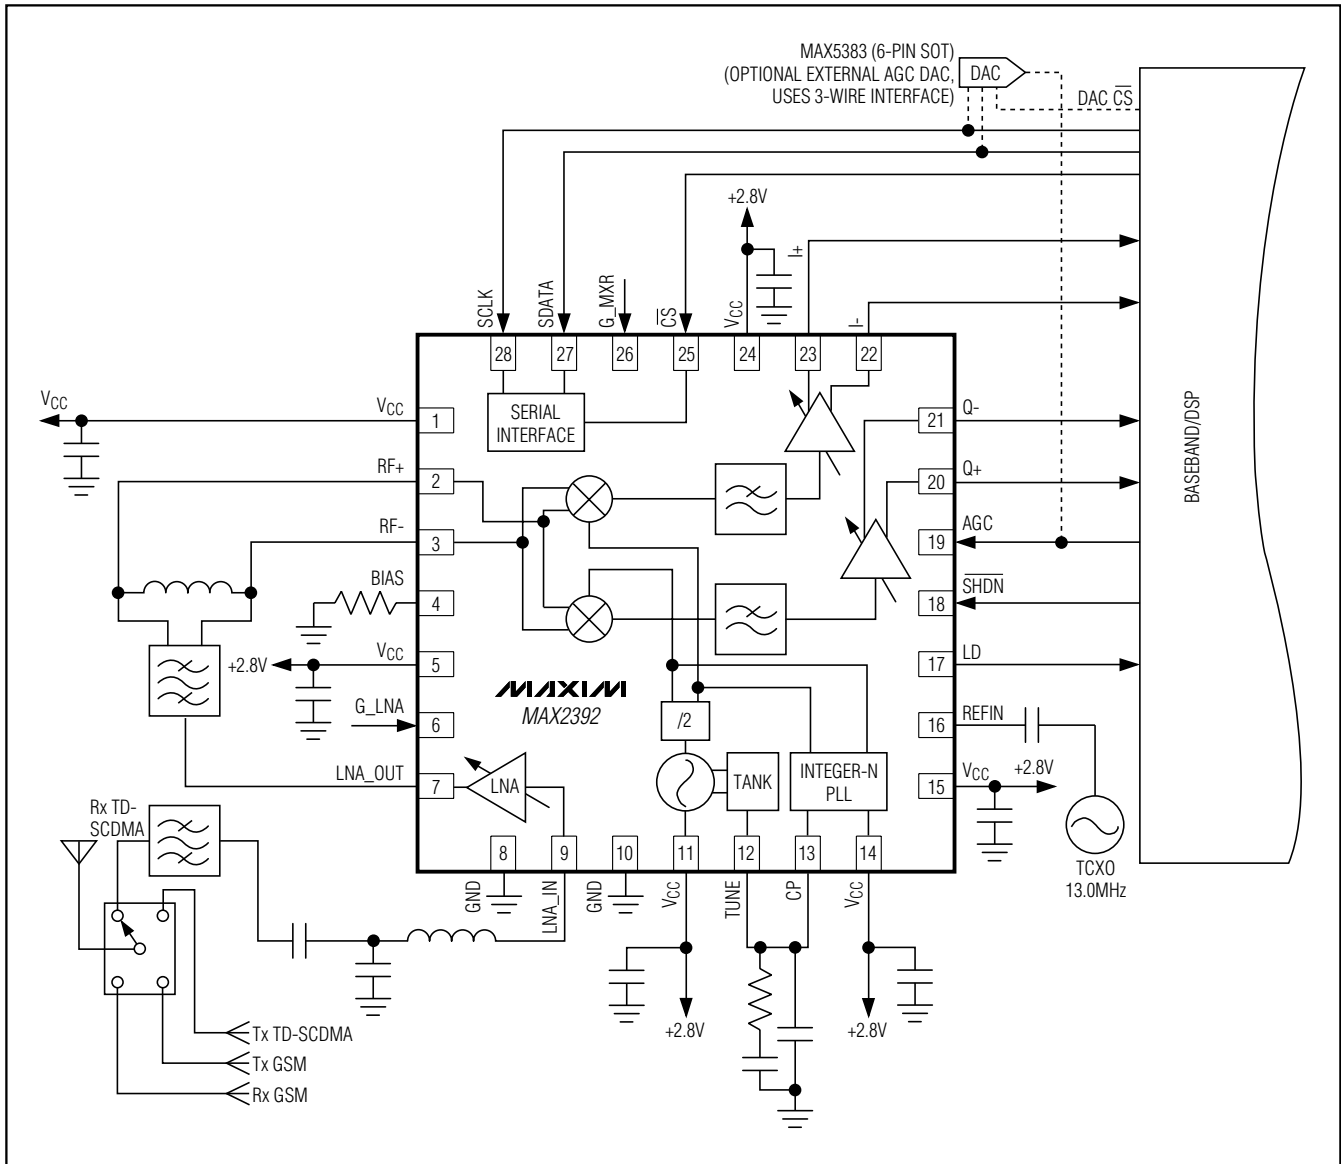 MAX5383 (6-PIN SOT)
(OPTIONAL EXTERNAL AGC DAC,
USES 3-WIRE INTERFACE)
DAC
DAC CS
+2.8V
I+
I-
SCLK
SDATA
G_MXR
CS
VCC
28
27
26
25
24
23
22
VCC
1
SERIAL
INTERFACE
21
Q-
RF+
2
20
Q+
RF-
3
19
AGC
BIAS
4
18
SHDN
+2.8V
VCC
5
17
LD
MAXIM
MAX2392
G_LNA
6
/2
16
REFIN
LNA_OUT
7
LNA
TANK
INTEGER-N
PLL
15
VCC
+2.8V
BASEBAND/DSP
TCXO
13.0MHz
Rx TD-
SCDMA
8
9
10
11
12
13
14
GND
LNA_IN
GND
VCC
TUNE
CP
VCC
+2.8V
+2.8V
Tx TD-SCDMA
Tx GSM
Rx GSM